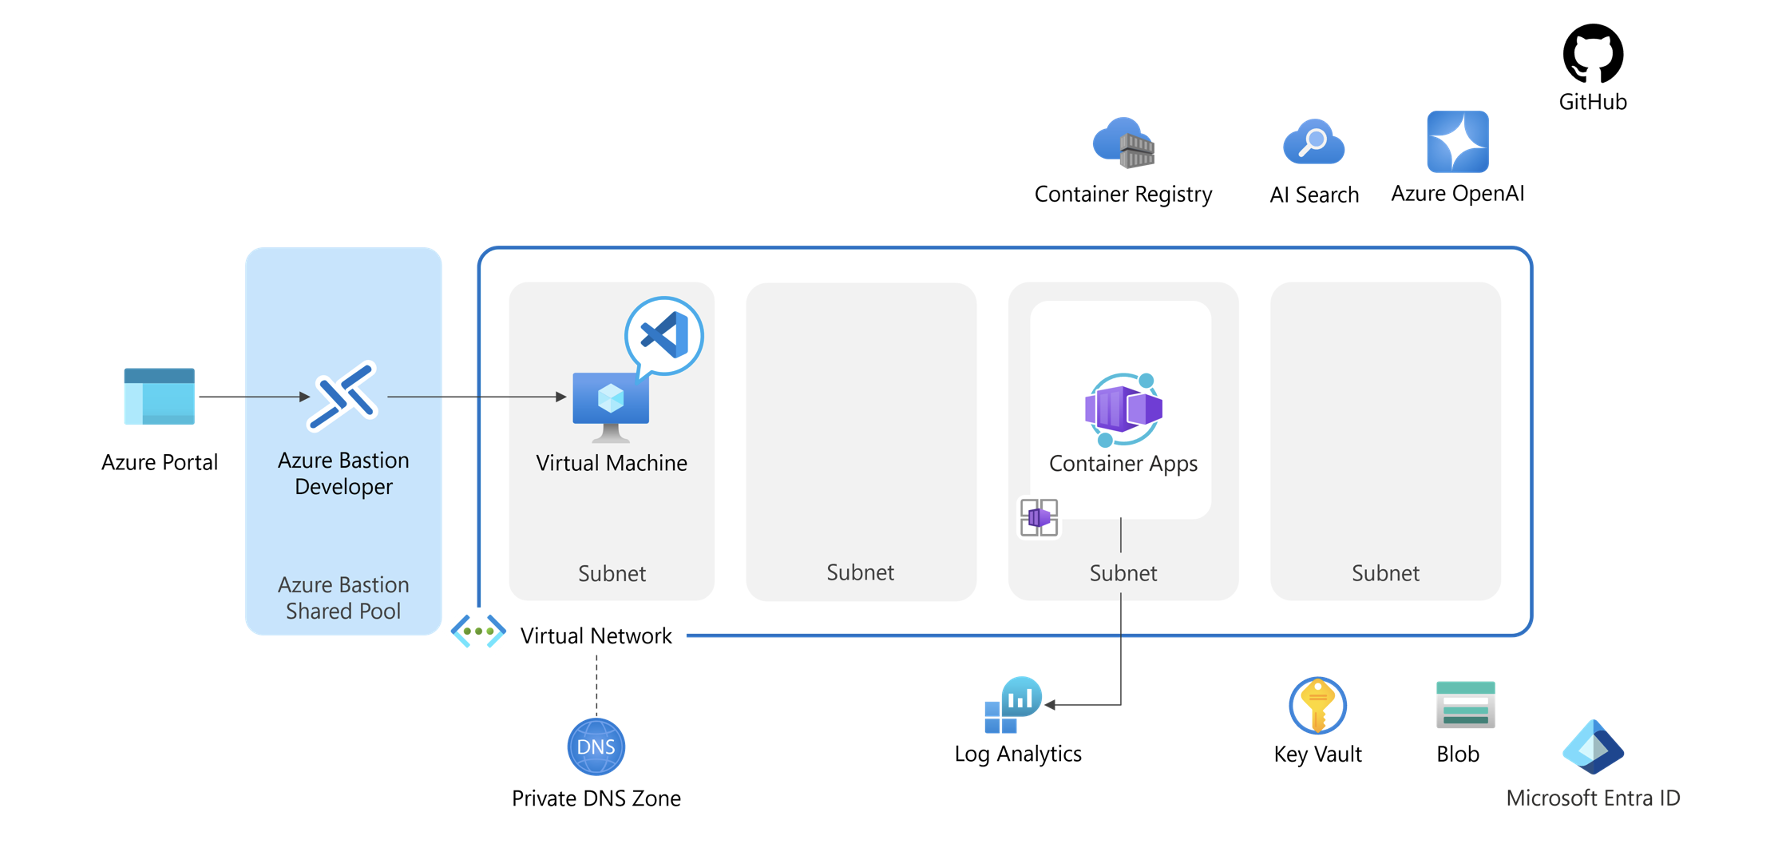 GitHub
Container Registry
AI Search
Azure OpenAI
Azure Portal
Azure Bastion
Developer
Azure Bastion
Shared Pool
Virtual Machine
Subnet
Subnet
Container Apps
Subnet
Subnet
Virtual Network
DNS
Private DNS Zone
Log Analytics
Key Vault
Blob
Microsoft Entra ID